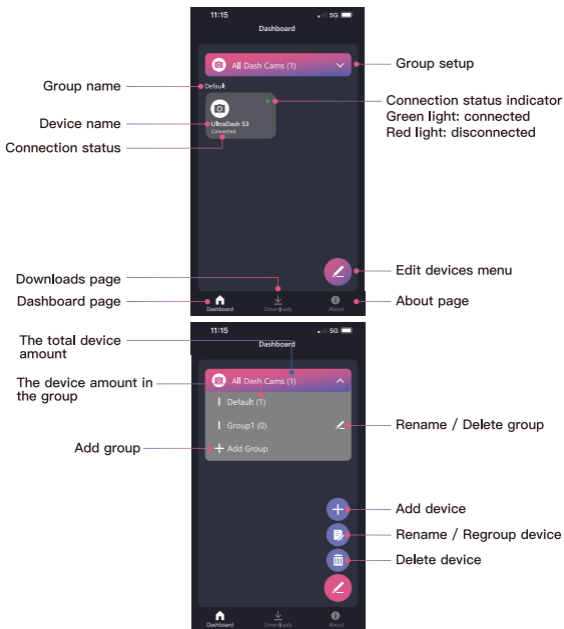 11:15
5G
Dashboard
All Dash Cams (1)
Group setup
Group name
Default
Connection status indicator
Green light: connected
Red light: disconnected
Device name
UltraDash S3
Connected
Connection status
Edit devices menu
Downloads page
Dashboard page
About page
Dashboard
Downloads
About
11:15
5G
Dashboard
The total device
amount
All Dash Cams (1)
The device amount in
the group
Default (1)
Group1 (0)
Rename / Delete group
Add group
Add Group
Add device
Rename / Regroup device
Delete device
Dashboard
Downloads
About